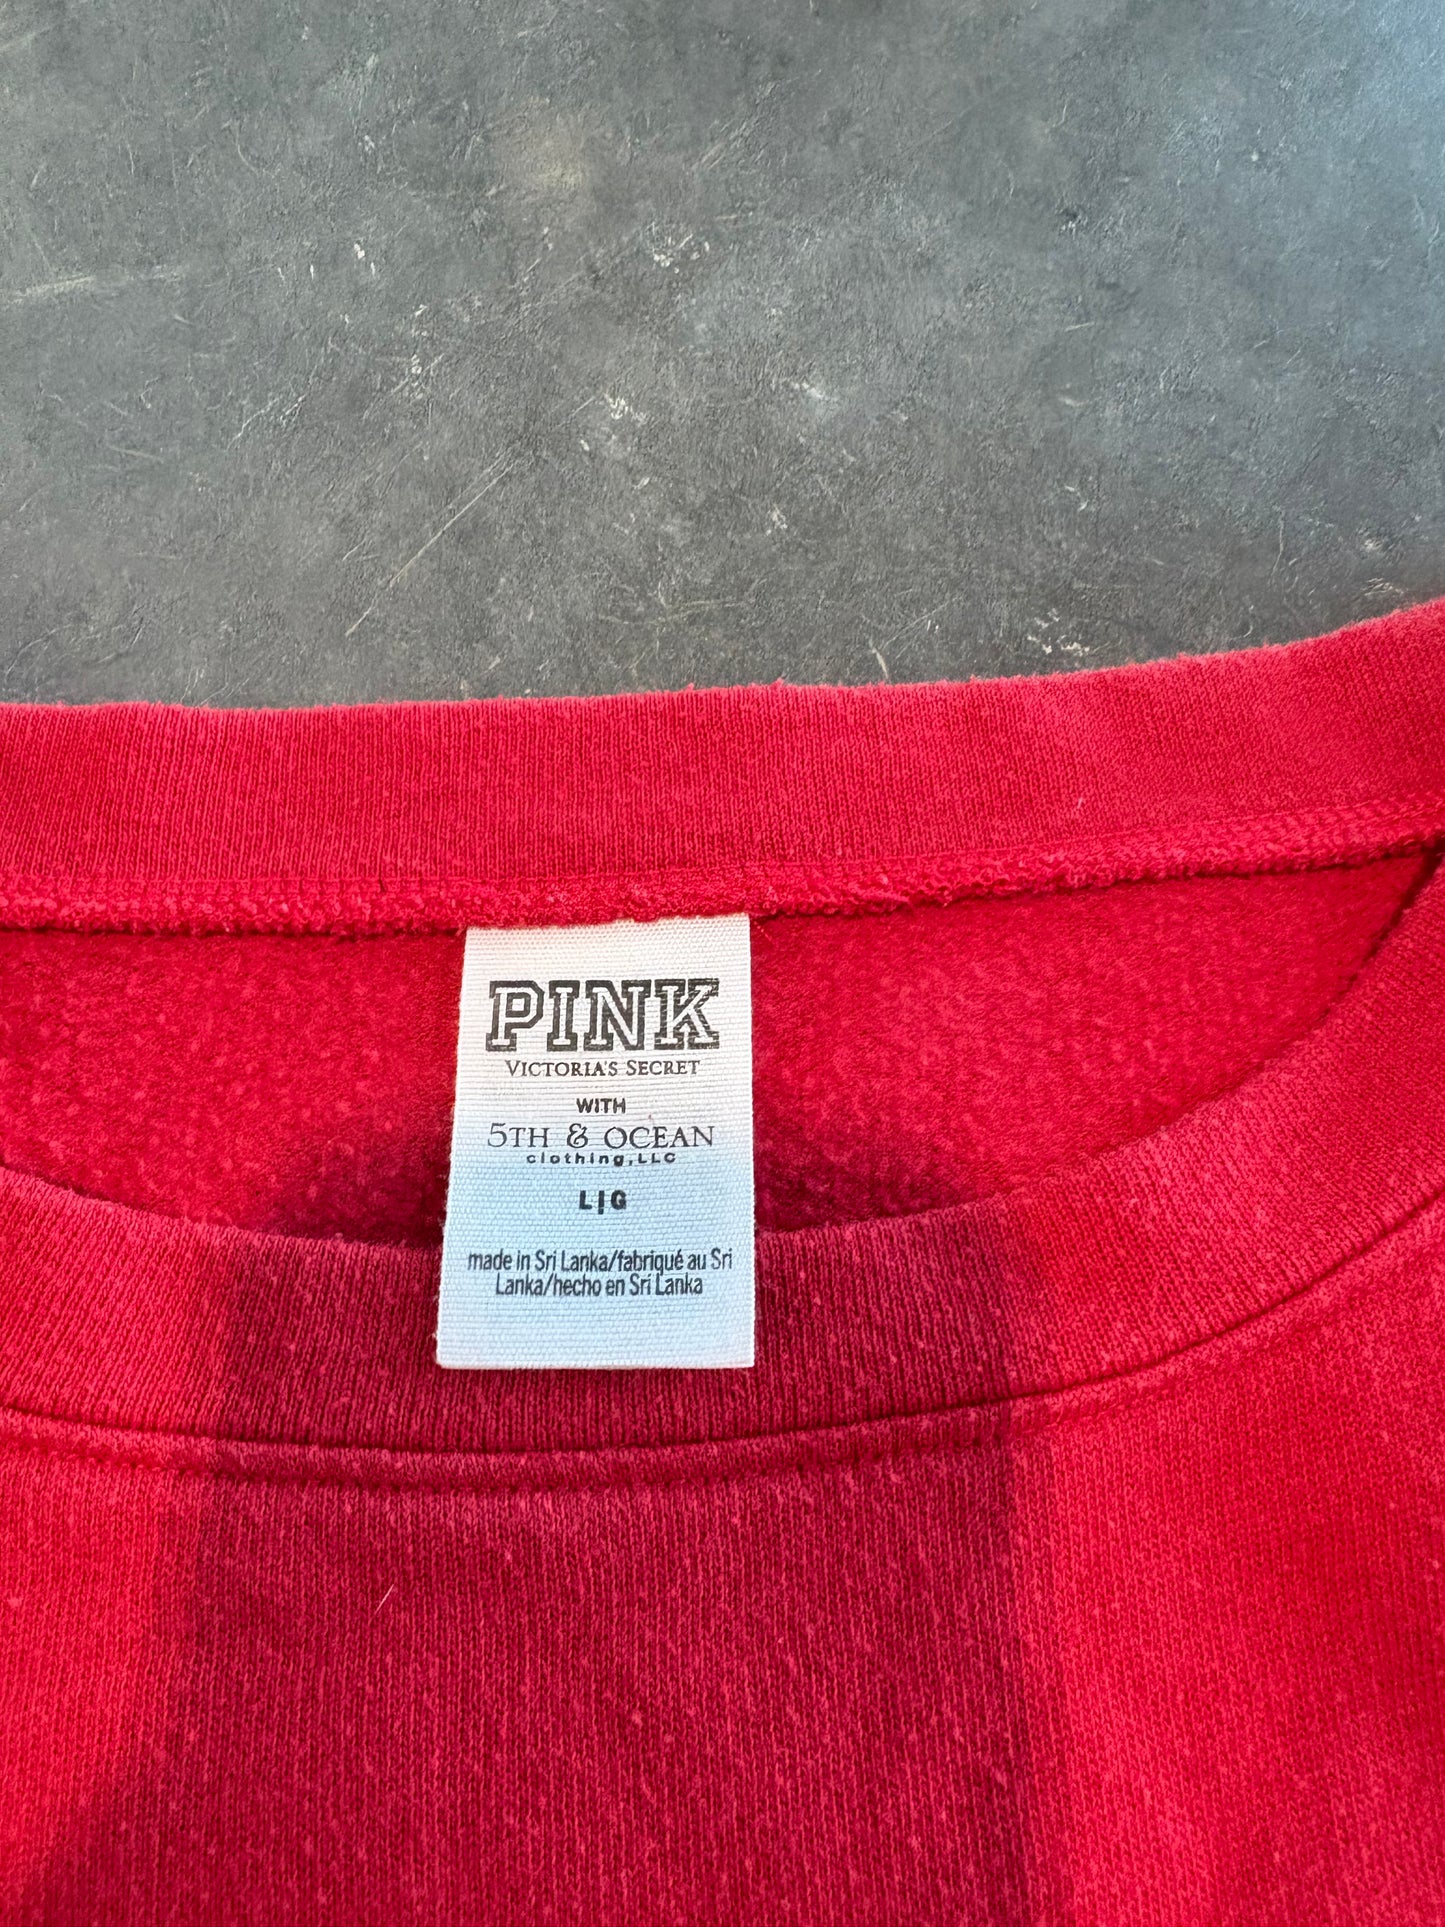 PINK
VICTORIA'S SECRET
WITH
5TH & OCEAN
clothing,LLC
L|G
made in Sri Lanka/fabriqué au Sri
Lanka/hecho en Sri Lanka